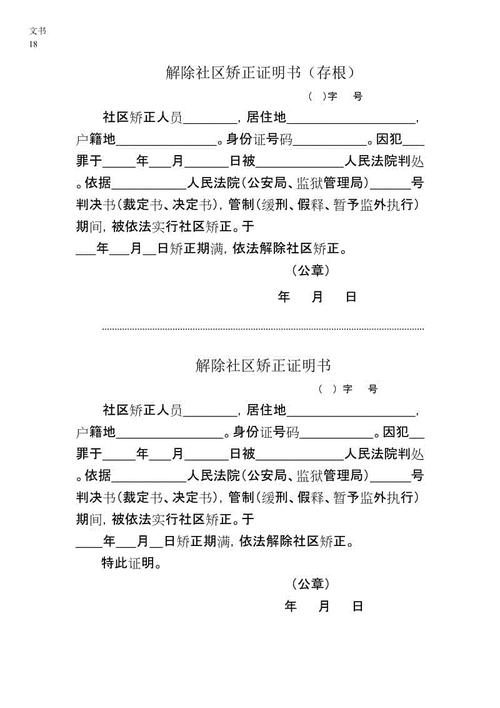 文书
18
解除社区矫正证明书（存根）
（ ）字 号
社区矫正人员________，居住地____________________，
户籍地_______________。身份证号码___________。因犯___
罪于_____年___月_______日被_____________人民法院判处
。依据___________人民法院（公安局、监狱管理局）______号
判决书（裁定书、决定书），管制（缓刑、假释、暂予监外执行）
期间，被依法实行社区矫正。于
___年___月__日矫正期满，依法解除社区矫正。
（公章）
年 月 日
解除社区矫正证明书
（ ）字 号
社区矫正人员________，居住地___________________，
户籍地________________。身份证号码___________。因犯__
罪于_____年___月_______日被_____________人民法院判处
。依据___________人民法院（公安局、监狱管理局）______号
判决书（裁定书、决定书），管制（缓刑、假释、暂予监外执行）
期间，被依法实行社区矫正。于
____年___月__日矫正期满，依法解除社区矫正。
特此证明。
（公章）
年 月 日